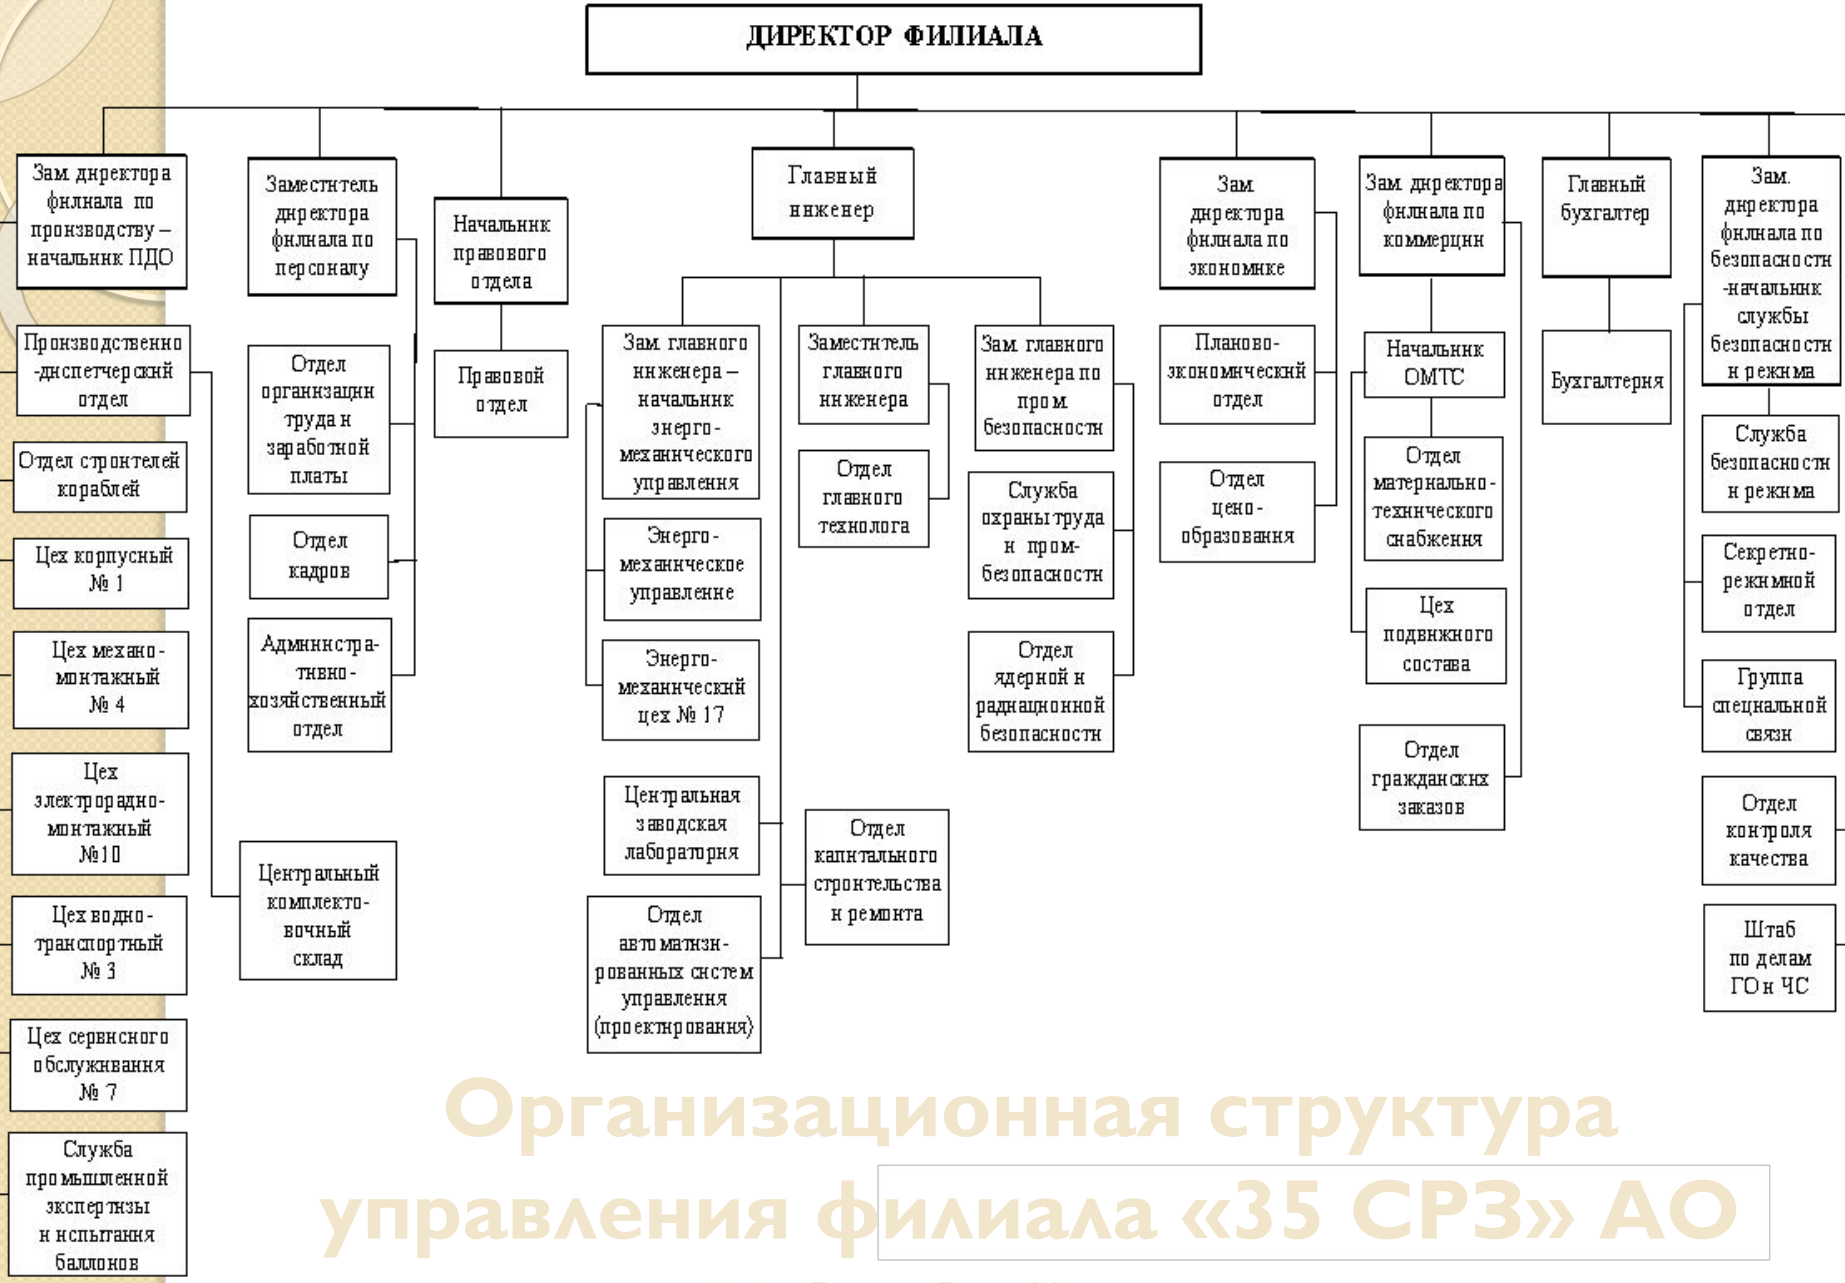 ДИРЕКТОР ФИЛИАЛА
Зам. директора
филиала по
производству –
начальник ПДО
Заместитель
директора
филиала по
персоналу
Начальник
правового
отдела
Главный
инженер
Зам.
директора
филиала по
экономике
Зам. директора
филиала по
коммерции
Главный
бухгалтер
Зам.
директора
филиала по
безопасности
-начальник
службы
безопасности
и режима
Производственно
-диспетчерский
отдел
Отдел строителей
кораблей
Цех корпусный
№ 1
Цех механо-
монтажный
№ 4
Цех
электрорадио-
монтажный
№10
Цех водно-
транспортный
№ 3
Цех сервисного
обслуживания
№ 7
Служба
промышленной
экспертизы
и испытания
баллонов
Отдел
организации
труда и
заработной
платы
Отдел
кадров
Администра-
тивно-
хозяйственный
отдел
Центральный
комплекто-
вочный
склад
Правовой
отдел
Зам. главного
инженера –
начальник
энерго-
механического
управления
Энерго-
механическое
управление
Энерго-
механический
цех № 17
Центральная
заводская
лаборатория
Отдел
автоматизи-
рованных систем
управления
(проектирования)
Заместитель
главного
инженера
Отдел
главного
технолога
Отдел
капитального
строительства
и ремонта
Зам. главного
инженера по
пром.
безопасности
Служба
охраны труда
и пром-
безопасности
Отдел
ядерной и
радиационной
безопасности
Планово-
экономический
отдел
Отдел
цено-
образования
Начальник
ОМТС
Отдел
материально-
технического
снабжения
Цех
подвижного
состава
Отдел
гражданских
заказов
Бухгалтерия
Служба
безопасности
и режима
Секретно-
режимной
отдел
Группа
специальной
связи
Отдел
контроля
качества
Штаб
по делам
ГО и ЧС
Организационная структура
управления филиала «35 СРЗ» АО